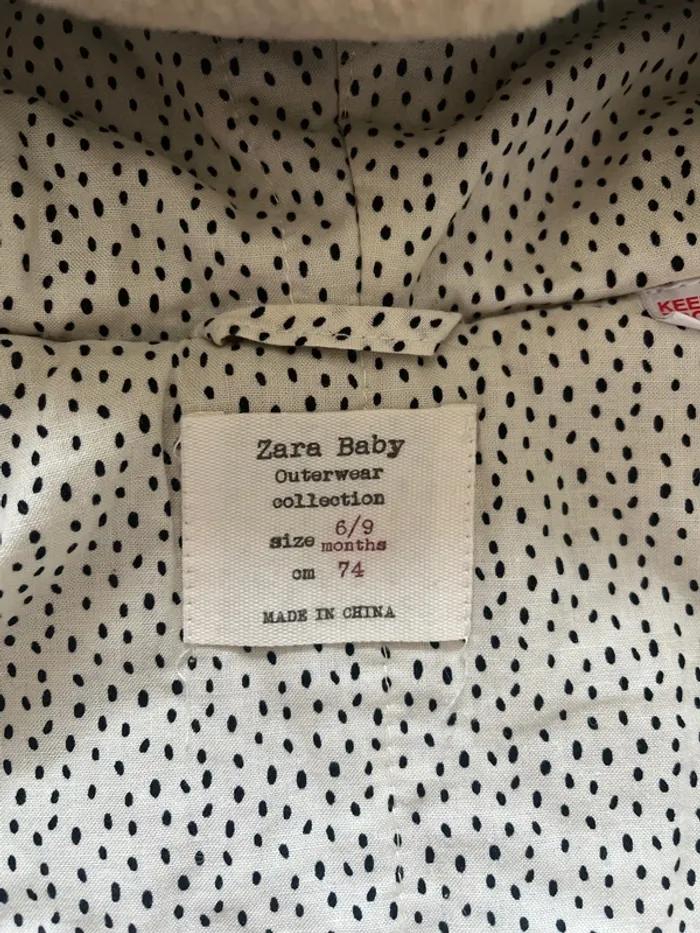 KEE
Zara Baby
Outerwear
collection
size 6/9
months
cm 74
MADE IN CHINA